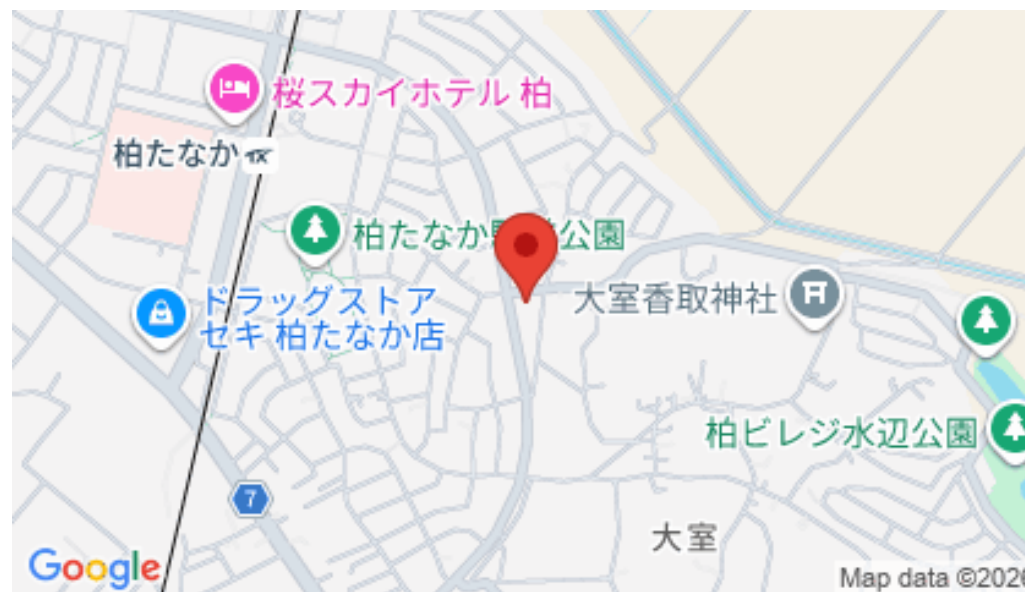 桜スカイホテル 柏
柏たなか
柏たなか
公園
ドラッグストア
セキ 柏たなか店
大室香取神社
柏ビレジ水辺公園
7
大室
Google
Map data ©2026